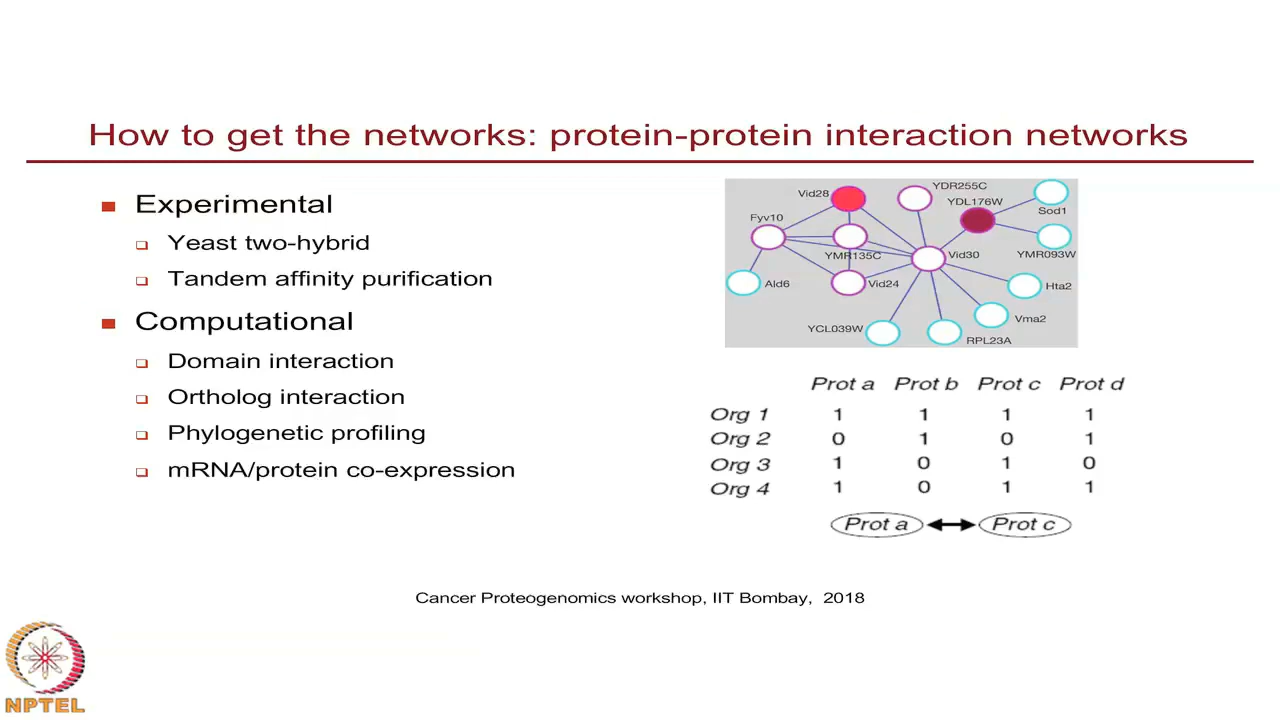 How to get the networks: protein-protein interaction networks
Experimental
Yeast two-hybrid
Tandem affinity purification
Computational
Domain interaction
Ortholog interaction
Phylogenetic profiling
mRNA/protein co-expression
Vid28
YDR255C
YDL176W
Sod1
Fyv10
YMR135C
Vid30
YMR093W
Ald6
Vid24
Hta2
Vma2
YCL039W
RPL23A
Prot a Prot b Prot c Prot d
Org 1 1 1 1 1
Org 2 0 1 0 1
Org 3 1 0 1 0
Org 4 1 0 1 1
Prot a Prot c
Cancer Proteogenomics workshop, IIT Bombay, 2018
NPTEL